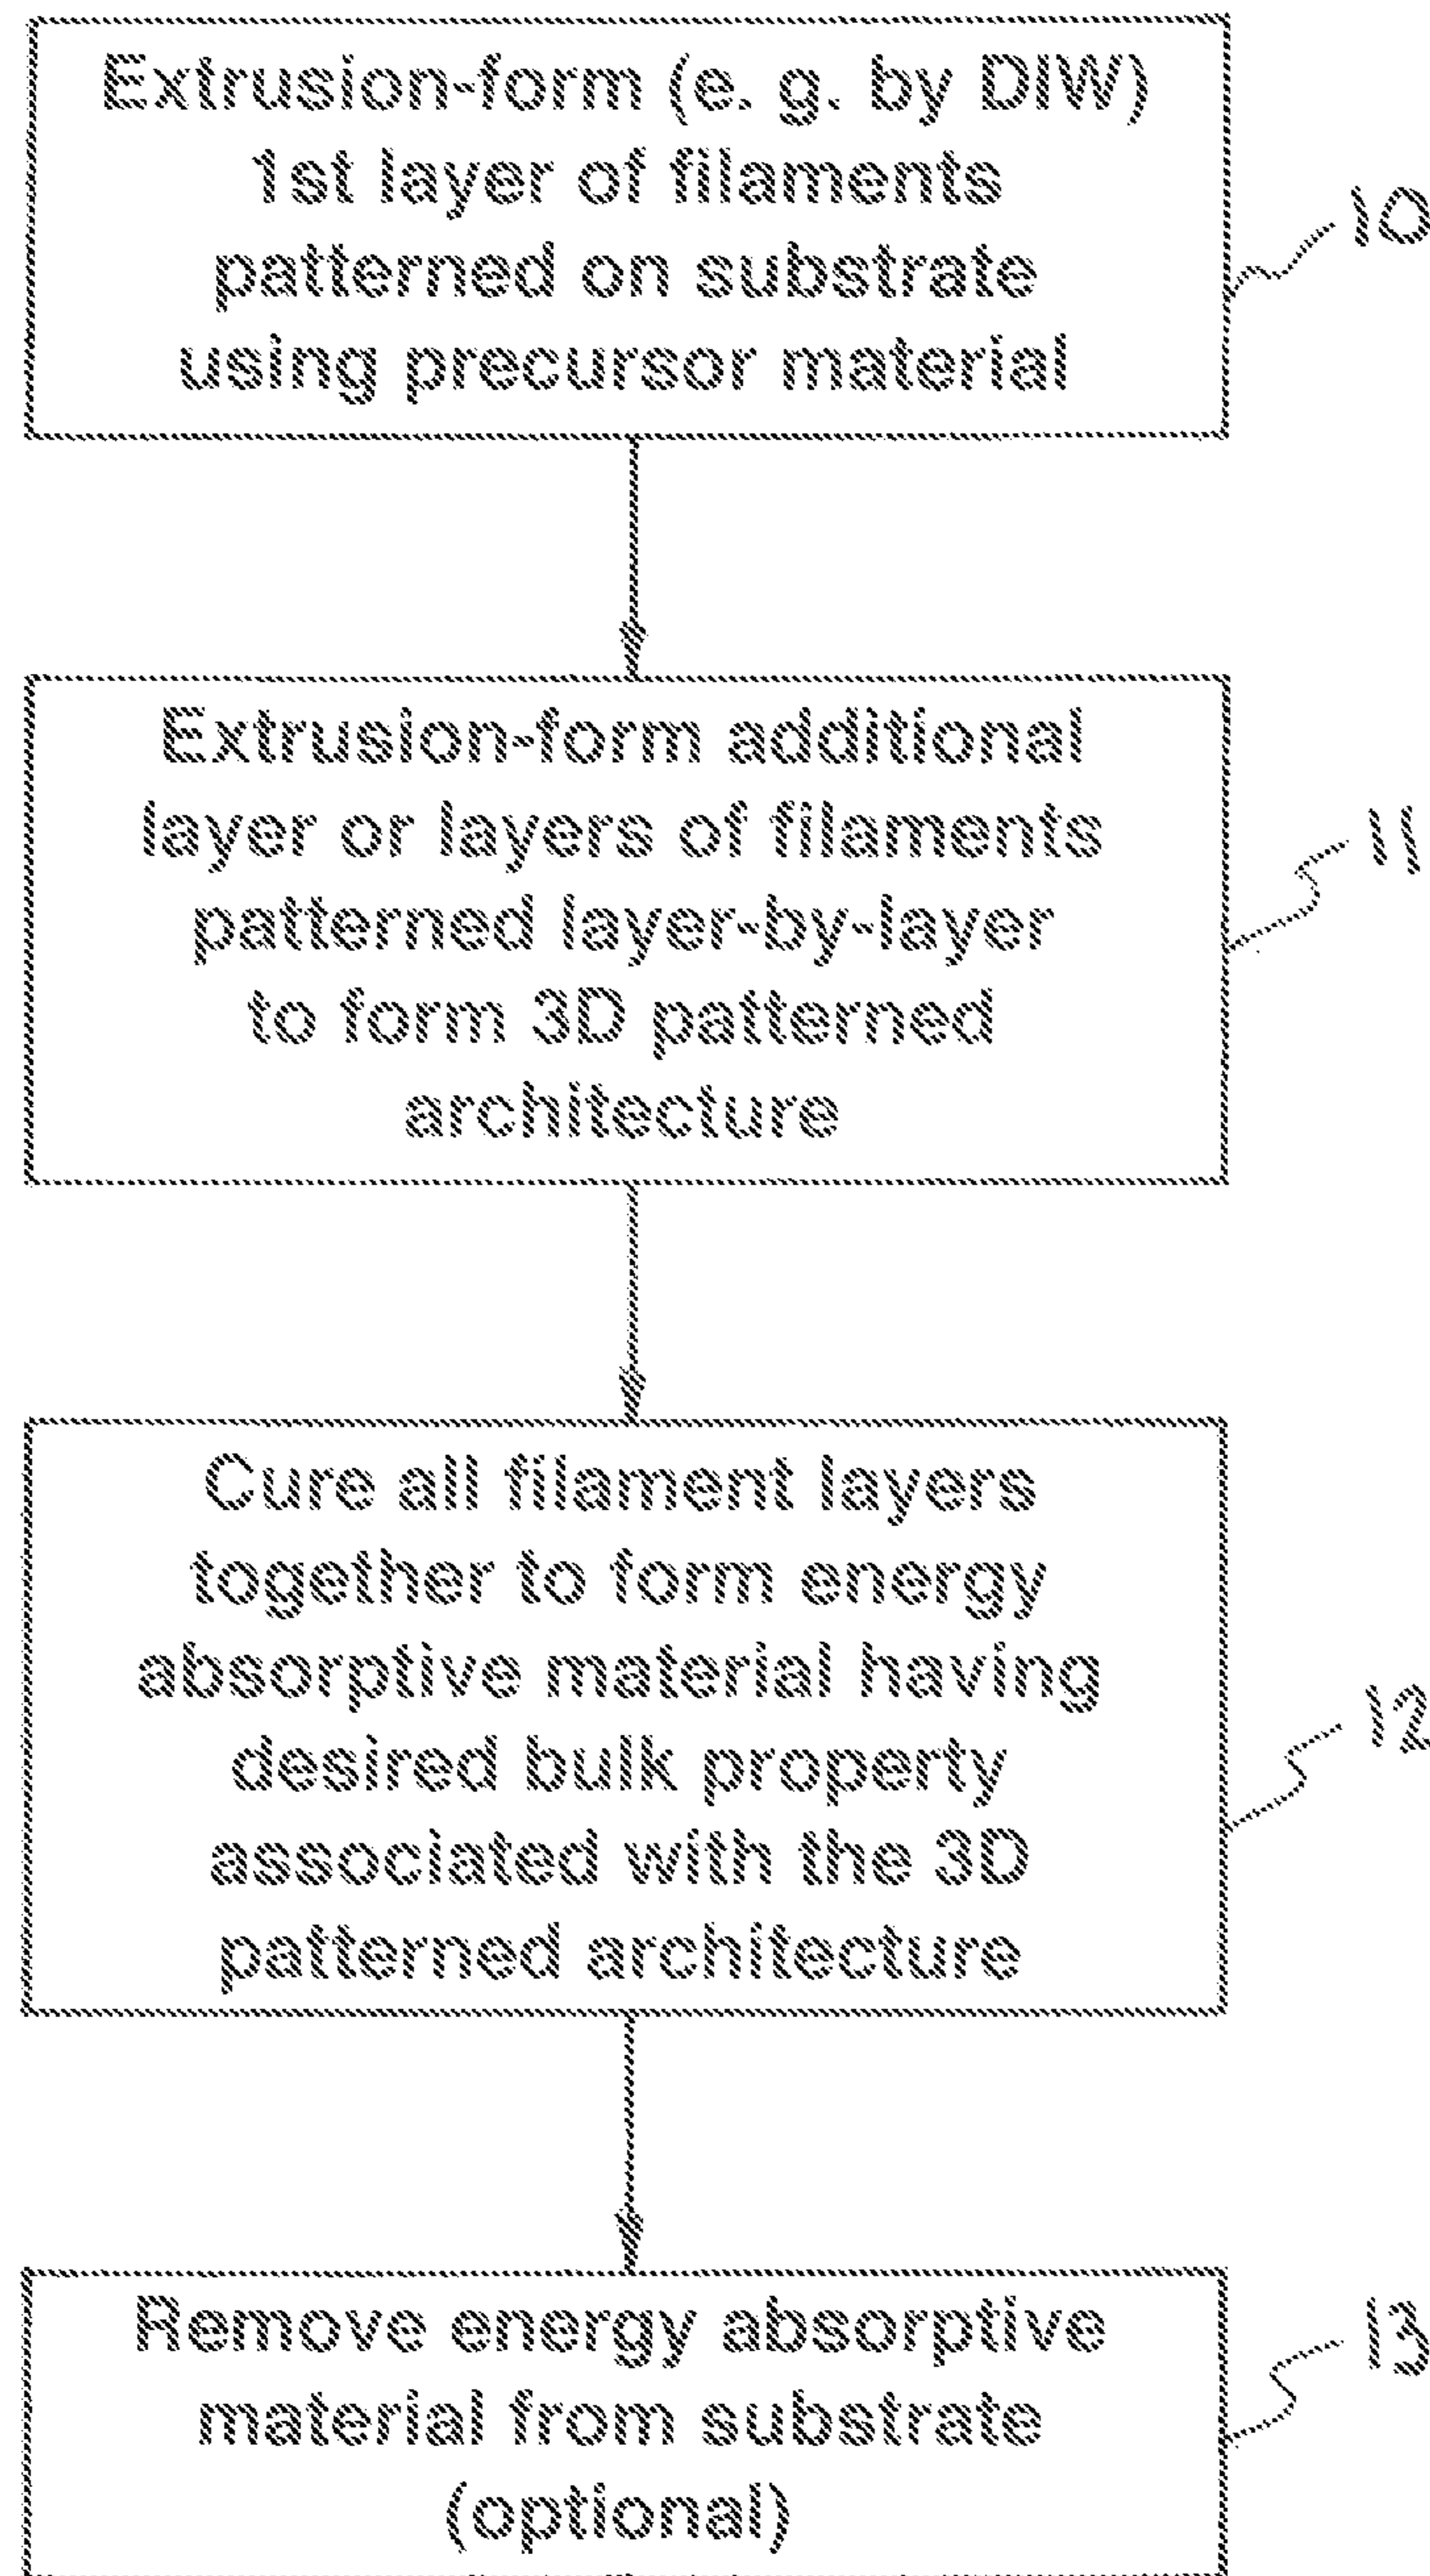 Extrusion-form (e. g. by DIW)
1st layer of filaments
patterned on substrate
using precursor material
10
Extrusion-form additional
layer or layers of filaments
patterned layer-by-layer
to form 3D patterned
architecture
11
Cure all filament layers
together to form energy
absorptive material having
desired bulk property
associated with the 3D
patterned architecture
12
Remove energy absorptive
material from substrate
(optional)
13